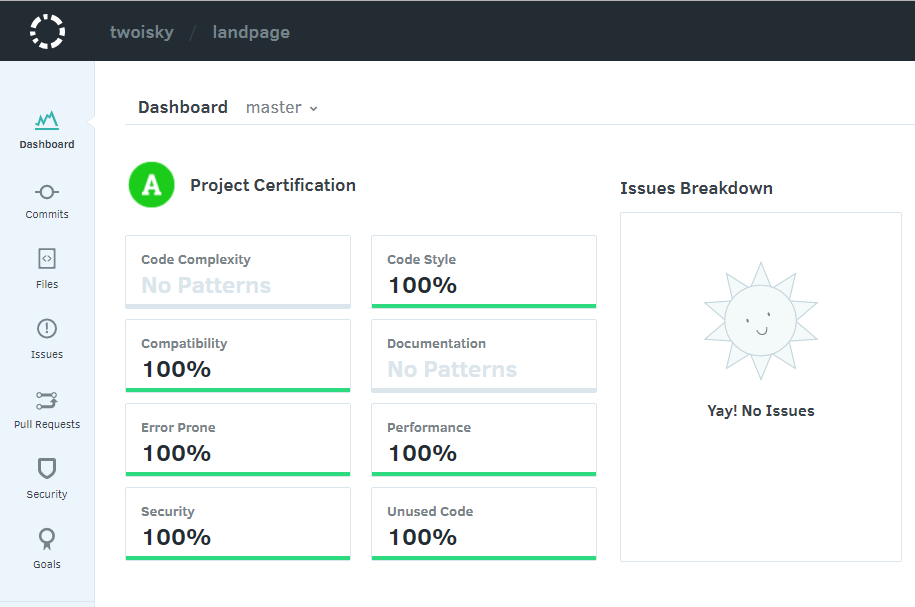 twoisky / landpage
Dashboard
Commits
Files
Issues
Pull Requests
Security
Goals
Dashboard master
A Project Certification
Code Complexity
No Patterns
Code Style
100%
Compatibility
100%
Documentation
No Patterns
Error Prone
100%
Performance
100%
Security
100%
Unused Code
100%
Issues Breakdown
Yay! No Issues